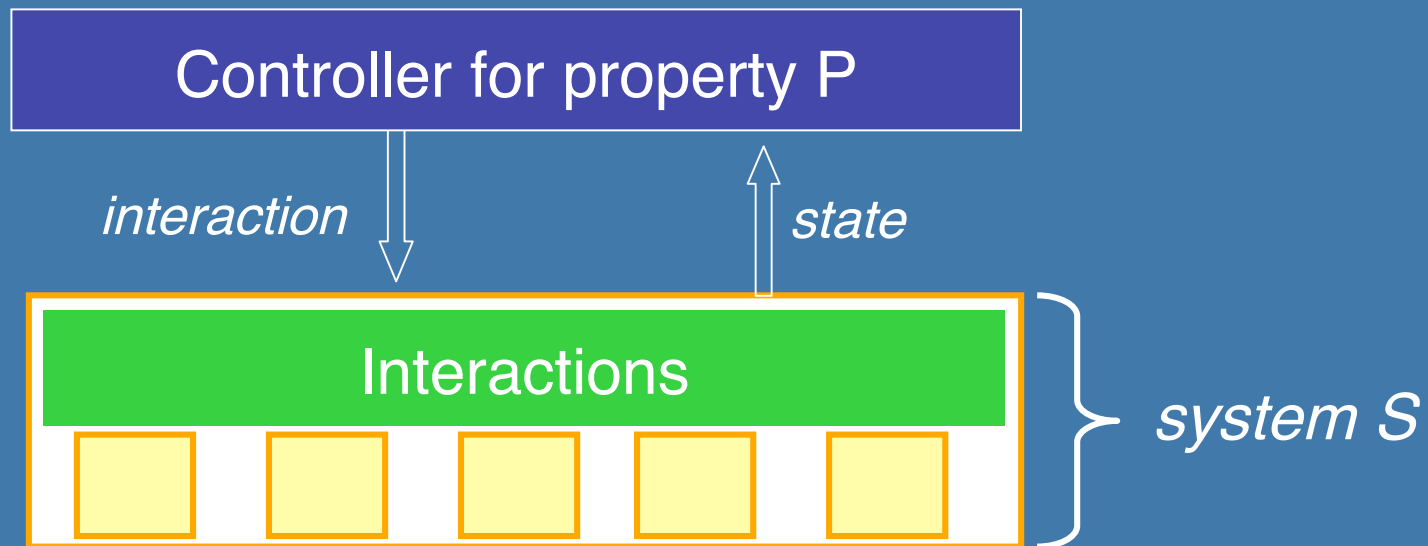 Controller for property P
interaction
state
Interactions
system S